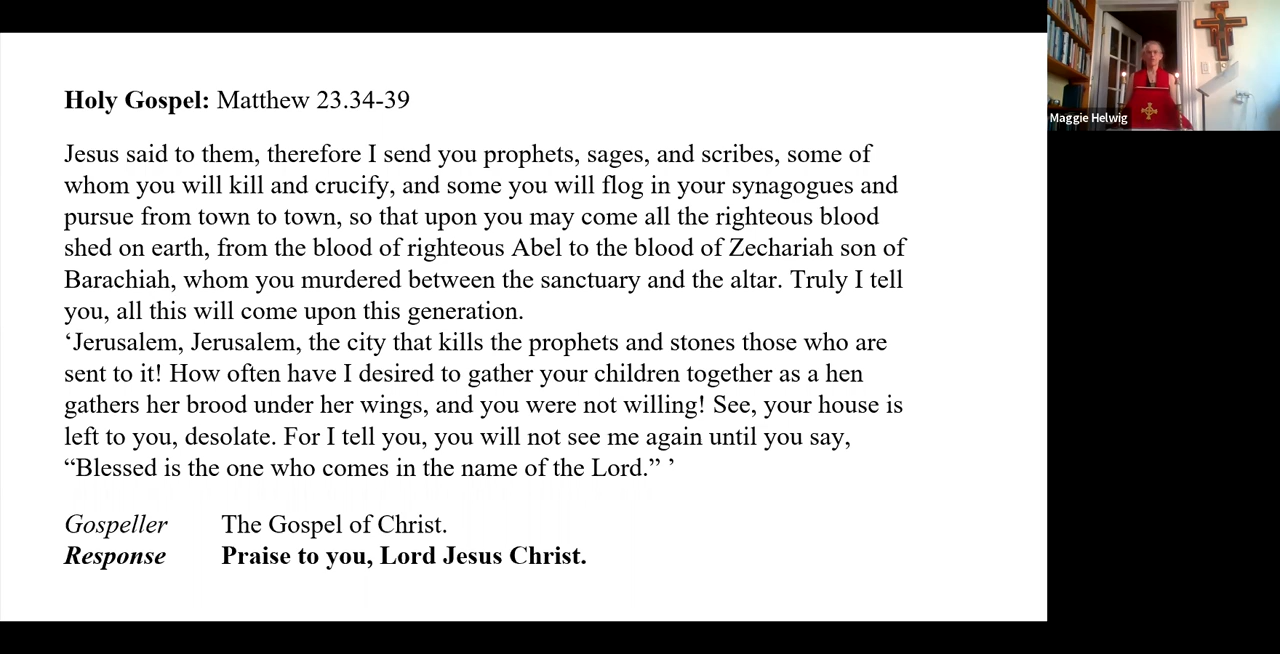 Holy Gospel: Matthew 23.34-39
Jesus said to them, therefore I send you prophets, sages, and scribes, some of
whom you will kill and crucify, and some you will flog in your synagogues and
pursue from town to town, so that upon you may come all the righteous blood
shed on earth, from the blood of righteous Abel to the blood of Zechariah son of
Barachiah, whom you murdered between the sanctuary and the altar. Truly I tell
you, all this will come upon this generation.
‘Jerusalem, Jerusalem, the city that kills the prophets and stones those who are
sent to it! How often have I desired to gather your children together as a hen
gathers her brood under her wings, and you were not willing! See, your house is
left to you, desolate. For I tell you, you will not see me again until you say,
“Blessed is the one who comes in the name of the Lord.” ’
Gospeller The Gospel of Christ.
Response Praise to you, Lord Jesus Christ.
Maggie Helwig